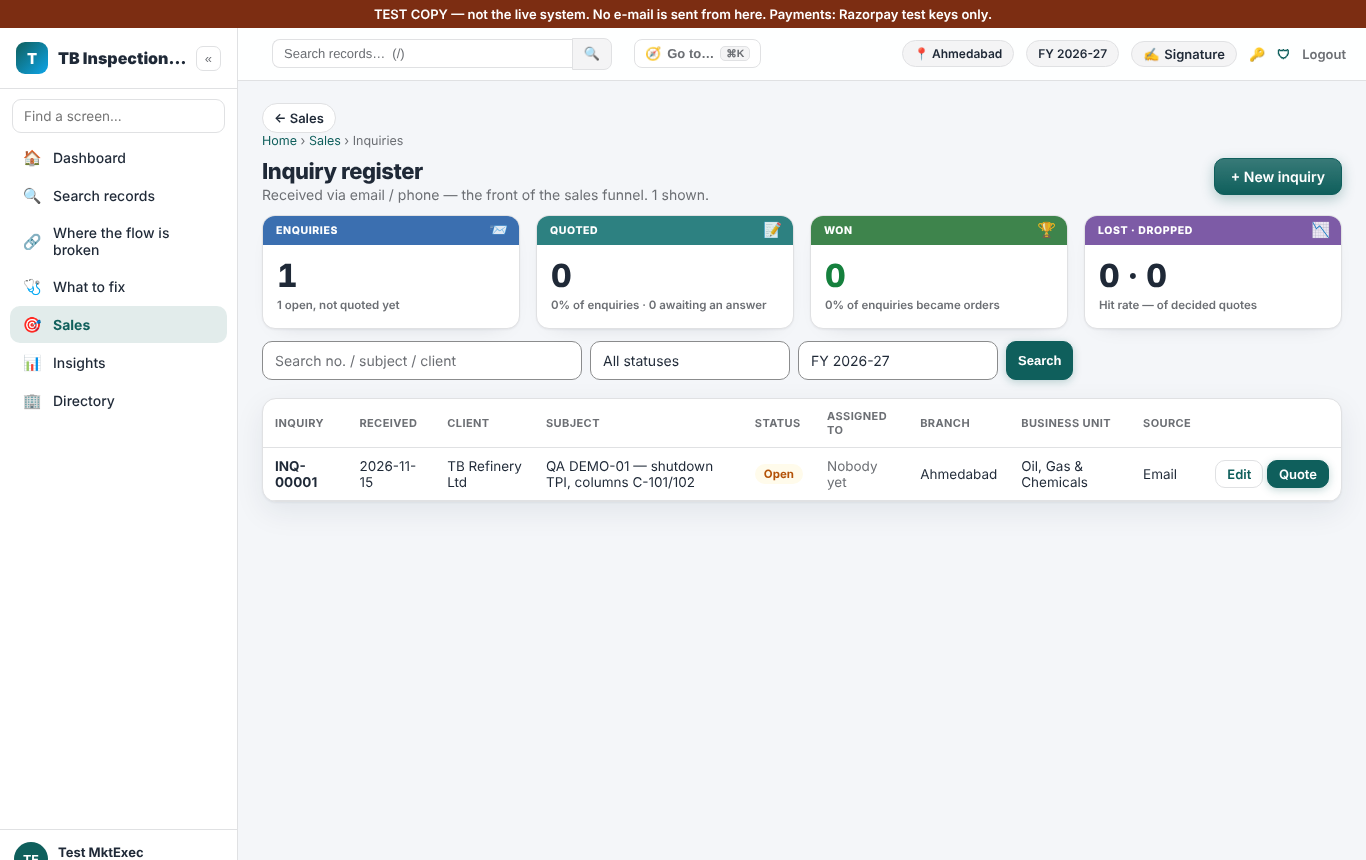 TEST COPY — not the live system. No e-mail is sent from here. Payments: Razorpay test keys only.
T TB Inspection… «
Search records… (/)
Go to… ⌘K
Ahmedabad
FY 2026-27
Signature
Logout
Find a screen…
Dashboard
Search records
Where the flow is
broken
What to fix
Sales
Insights
Directory
Test MktExec
← Sales
Home › Sales › Inquiries
Inquiry register
Received via email / phone — the front of the sales funnel. 1 shown.
+ New inquiry
ENQUIRIES
1
1 open, not quoted yet
QUOTED
0
0% of enquiries · 0 awaiting an answer
WON
0
0% of enquiries became orders
LOST · DROPPED
0 · 0
Hit rate — of decided quotes
Search no. / subject / client
All statuses
FY 2026-27
Search
INQUIRY RECEIVED CLIENT SUBJECT STATUS ASSIGNED TO BRANCH BUSINESS UNIT SOURCE
INQ-00001 2026-11-15 TB Refinery Ltd QA DEMO-01 — shutdown TPI, columns C-101/102 Open Nobody yet Ahmedabad Oil, Gas & Chemicals Email Edit Quote